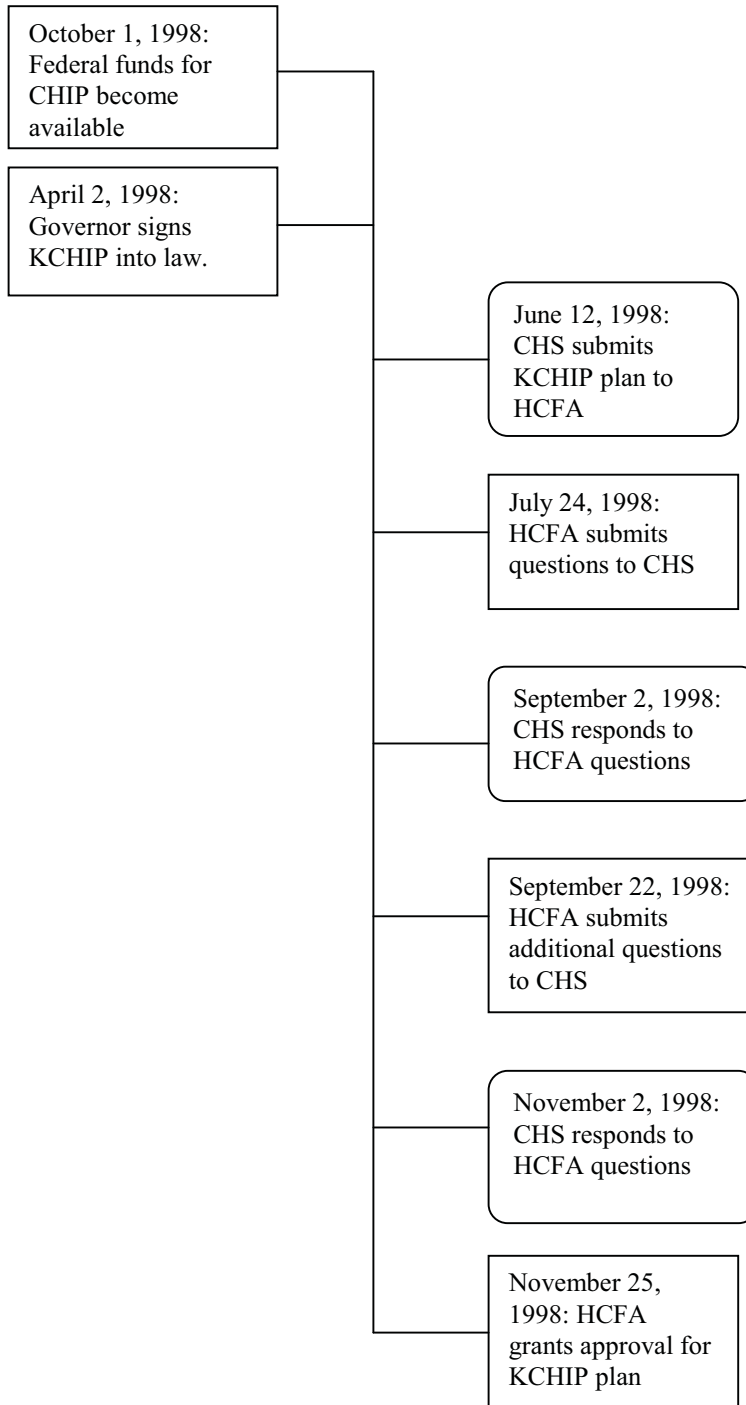 October 1, 1998:
Federal funds for
CHIP become
available
April 2, 1998:
Governor signs
KCHIP into law.
June 12, 1998:
CHS submits
KCHIP plan to
HCFA
July 24, 1998:
HCFA submits
questions to CHS
September 2, 1998:
CHS responds to
HCFA questions
September 22, 1998:
HCFA submits
additional questions
to CHS
November 2, 1998:
CHS responds to
HCFA questions
November 25,
1998: HCFA
grants approval for
KCHIP plan